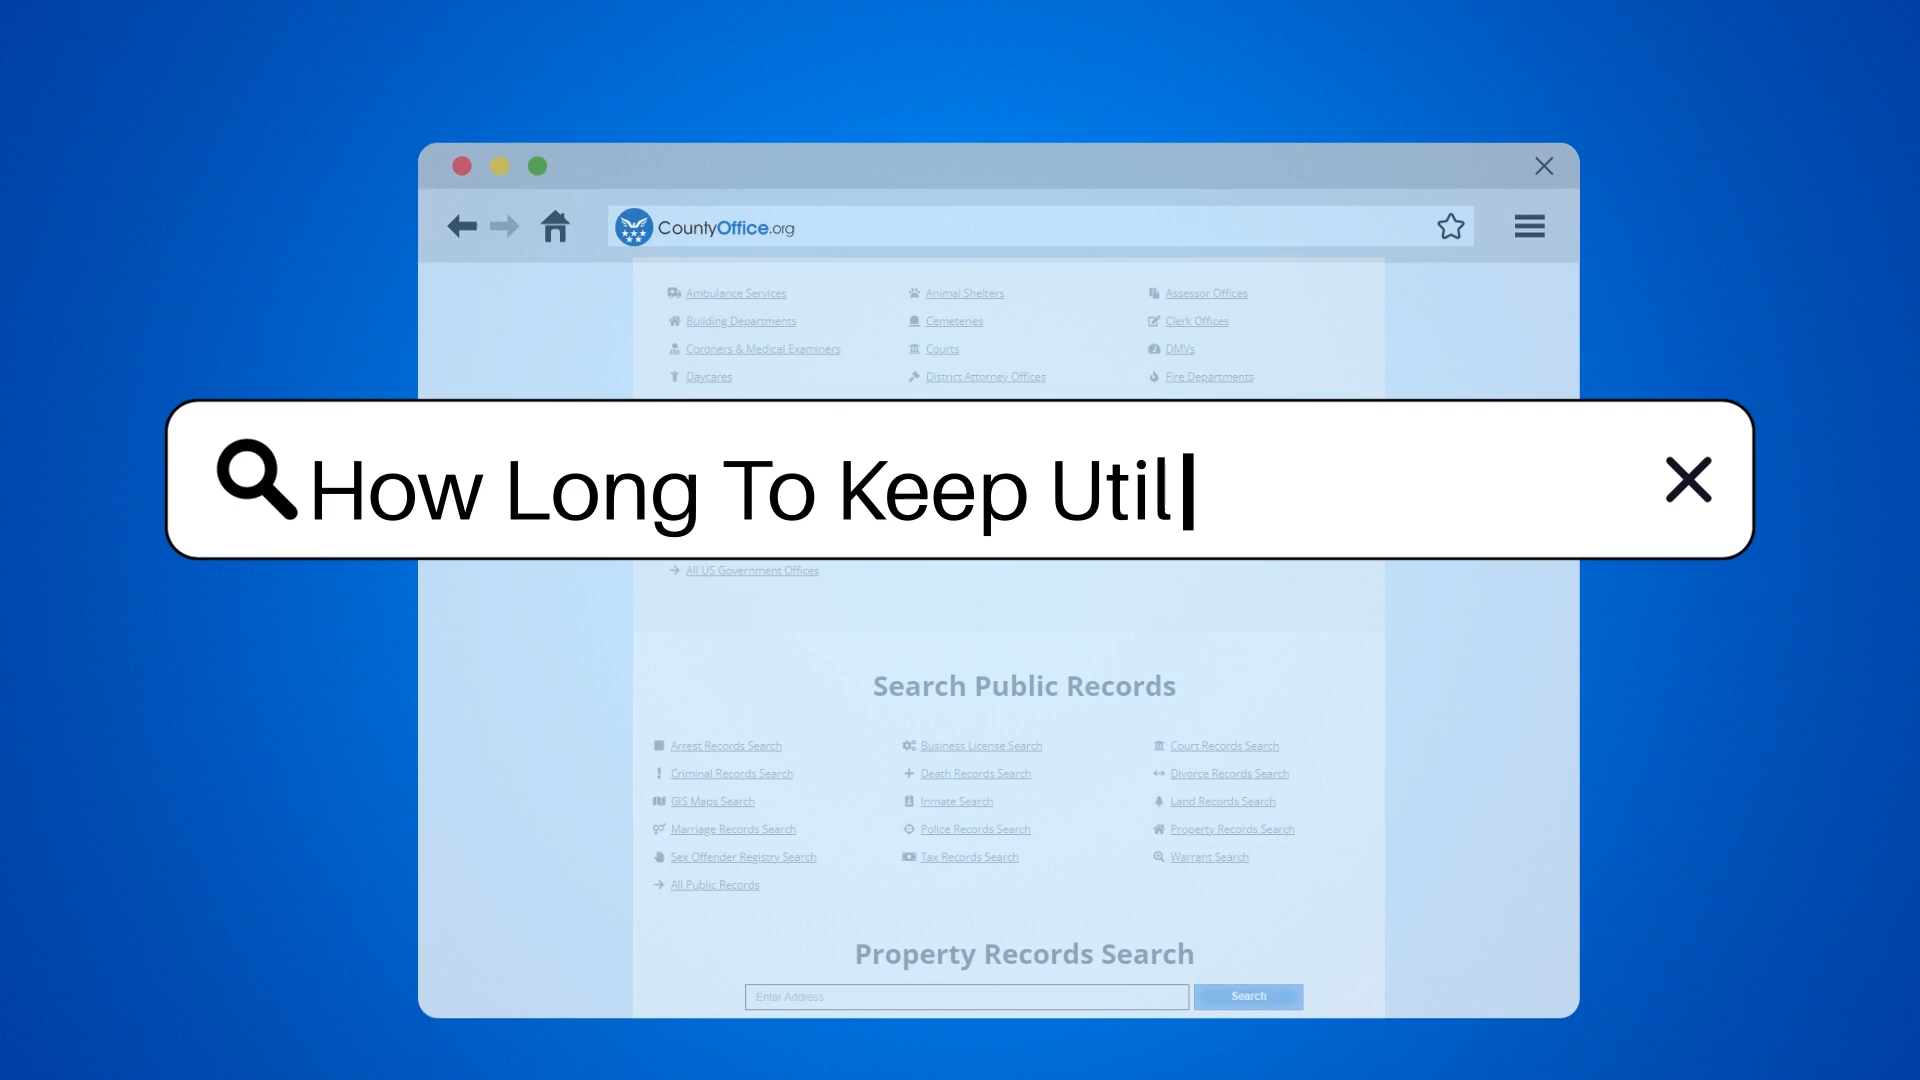 CountyOffice.org
Ambulance Services Animal Shelters Assessor Offices
Building Departments Cemeteries Clerk Offices
Coroners & Medical Examiners Courts DMVs
Daycares District Attorney Offices Fire Departments
How Long To Keep Util
All US Government Offices
Search Public Records
Arrest Records Search Business License Search Court Records Search
Criminal Records Search Death Records Search Divorce Records Search
GIS Maps Search Inmate Search Land Records Search
Marriage Records Search Police Records Search Property Records Search
Sex Offender Registry Search Tax Records Search Warrant Search
All Public Records
Property Records Search
Enter Address Search